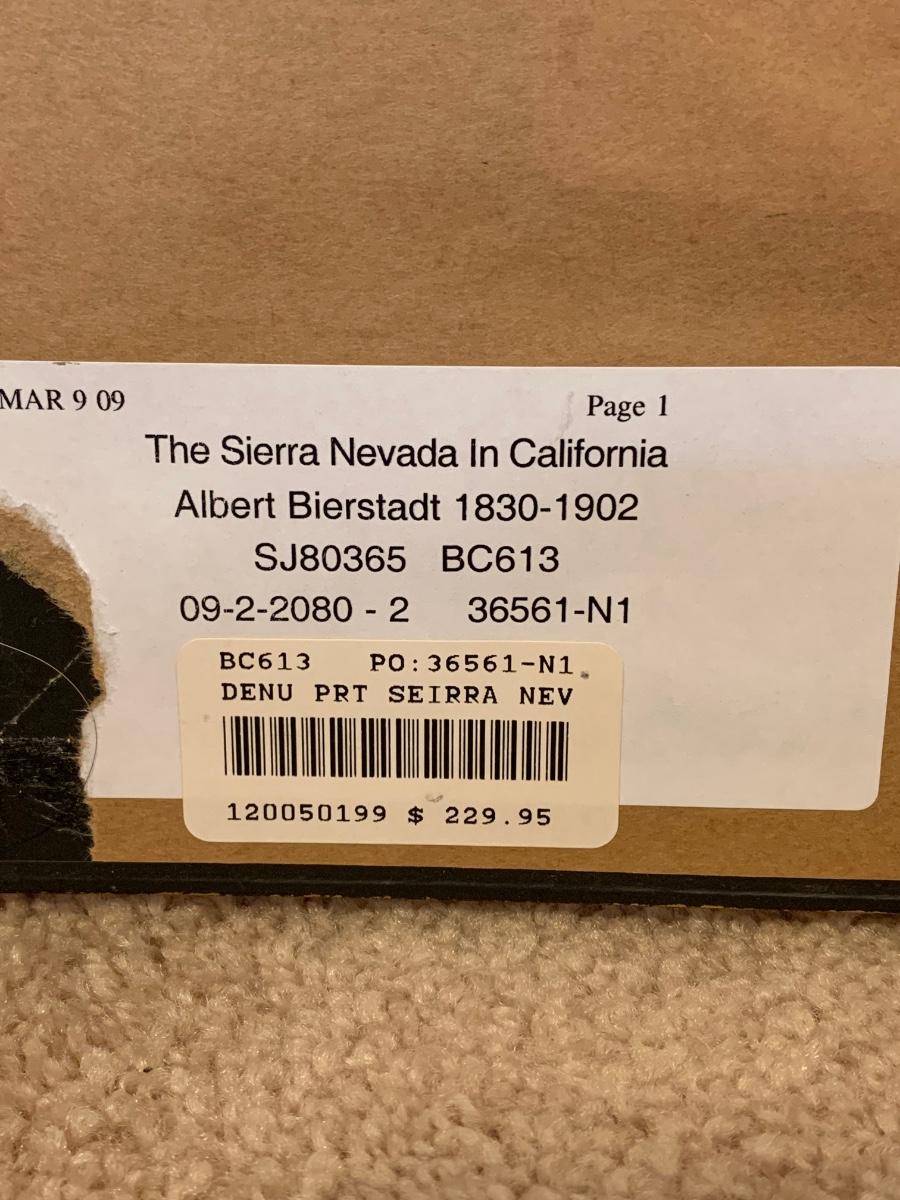 MAR 9 09 Page 1
The Sierra Nevada In California
Albert Bierstadt 1830-1902
SJ80365 BC613
09-2-2080 - 2 36561-N1
BC613 PO:36561-N1
DENU PRT SEIRRA NEV
120050199 $ 229.95